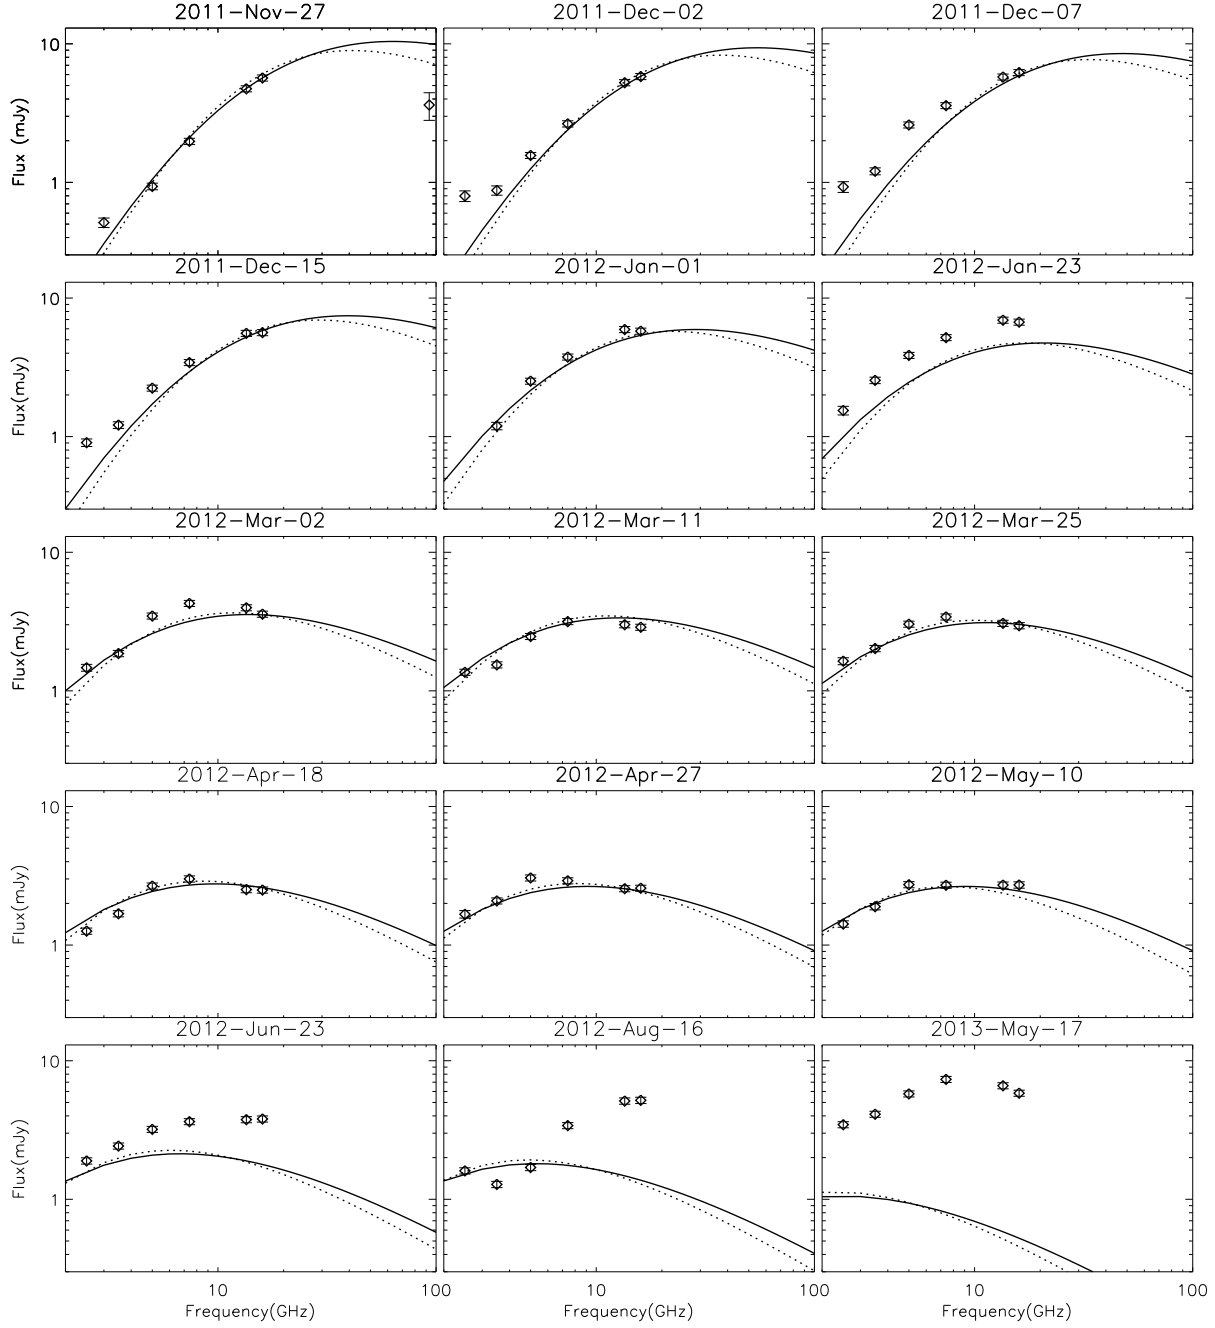 2011-Nov-27 2011-Dec-02 2011-Dec-07
10
1
Flux (mJy)
2011-Dec-15 2012-Jan-01 2012-Jan-23
10
1
Flux(mJy)
2012-Mar-02 2012-Mar-11 2012-Mar-25
10
1
Flux(mJy)
2012-Apr-18 2012-Apr-27 2012-May-10
10
1
Flux(mJy)
2012-Jun-23 2012-Aug-16 2013-May-17
10
1
Flux(mJy)
10 100 10 100 10 100
Frequency(GHz) Frequency(GHz) Frequency(GHz)